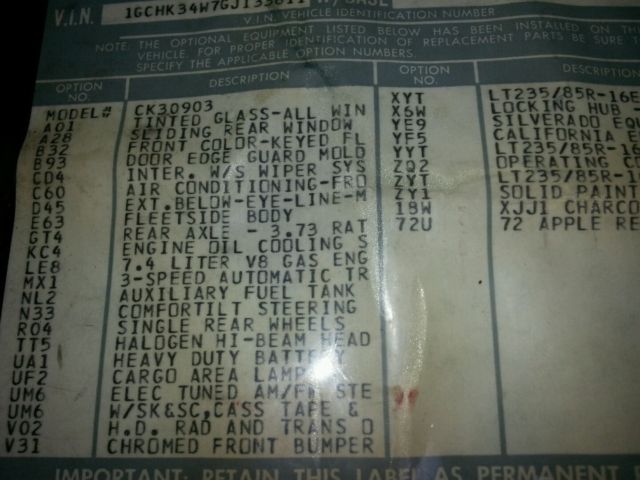 V.I.N. 1GCHK34W7GJ135611 W/BASE
V.I.N. VEHICLE IDENTIFICATION NUMBER
NOTE: THE OPTIONAL EQUIPMENT LISTED BELOW HAS BEEN INSTALLED ON THI
VEHICLE. FOR PROPER IDENTIFICATION OF REPLACEMENT PARTS BE SURE T
SPECIFY THE APPLICABLE OPTION NUMBERS.
OPTION NO. DESCRIPTION
MODEL# CK30903
A01 TINTED GLASS-ALL WIN
A28 SLIDING REAR WINDOW
B32 FRONT COLOR-KEYED FL
B93 DOOR EDGE GUARD MOLD
CD4 INTER. W/S WIPER SYS
C60 AIR CONDITIONING-FRO
D45 EXT.BELOW-EYE-LINE-M
E63 FLEETSIDE BODY
GT4 REAR AXLE - 3.73 RAT
KC4 ENGINE OIL COOLING S
LE8 7.4 LITER V8 GAS ENG
MX1 3-SPEED AUTOMATIC TR
NL2 AUXILIARY FUEL TANK
N33 COMFORTILT STEERING
R04 SINGLE REAR WHEELS
TT5 HALOGEN HI-BEAM HEAD
UA1 HEAVY DUTY BATTERY
UF2 CARGO AREA LAMP
UM6 ELEC TUNED AM/FM STE
UM6 W/SK&SC,CASS TAPE &
V02 H.D. RAD AND TRANS O
V31 CHROMED FRONT BUMPER
OPTION NO. DESCRIPTION
XYT LT235/85R-16E
X6W LOCKING HUB
YE9 SILVERADO EQU
YF5 CALIFORNIA
YYT LT235/85R-16
ZQ2 OPERATING CO
ZYT LT235/85R-1
ZY1 SOLID PAINT
18W XJJ1 CHARCO
72U 72 APPLE RE
IMPORTANT: RETAIN THIS LABEL AS PERMANENT